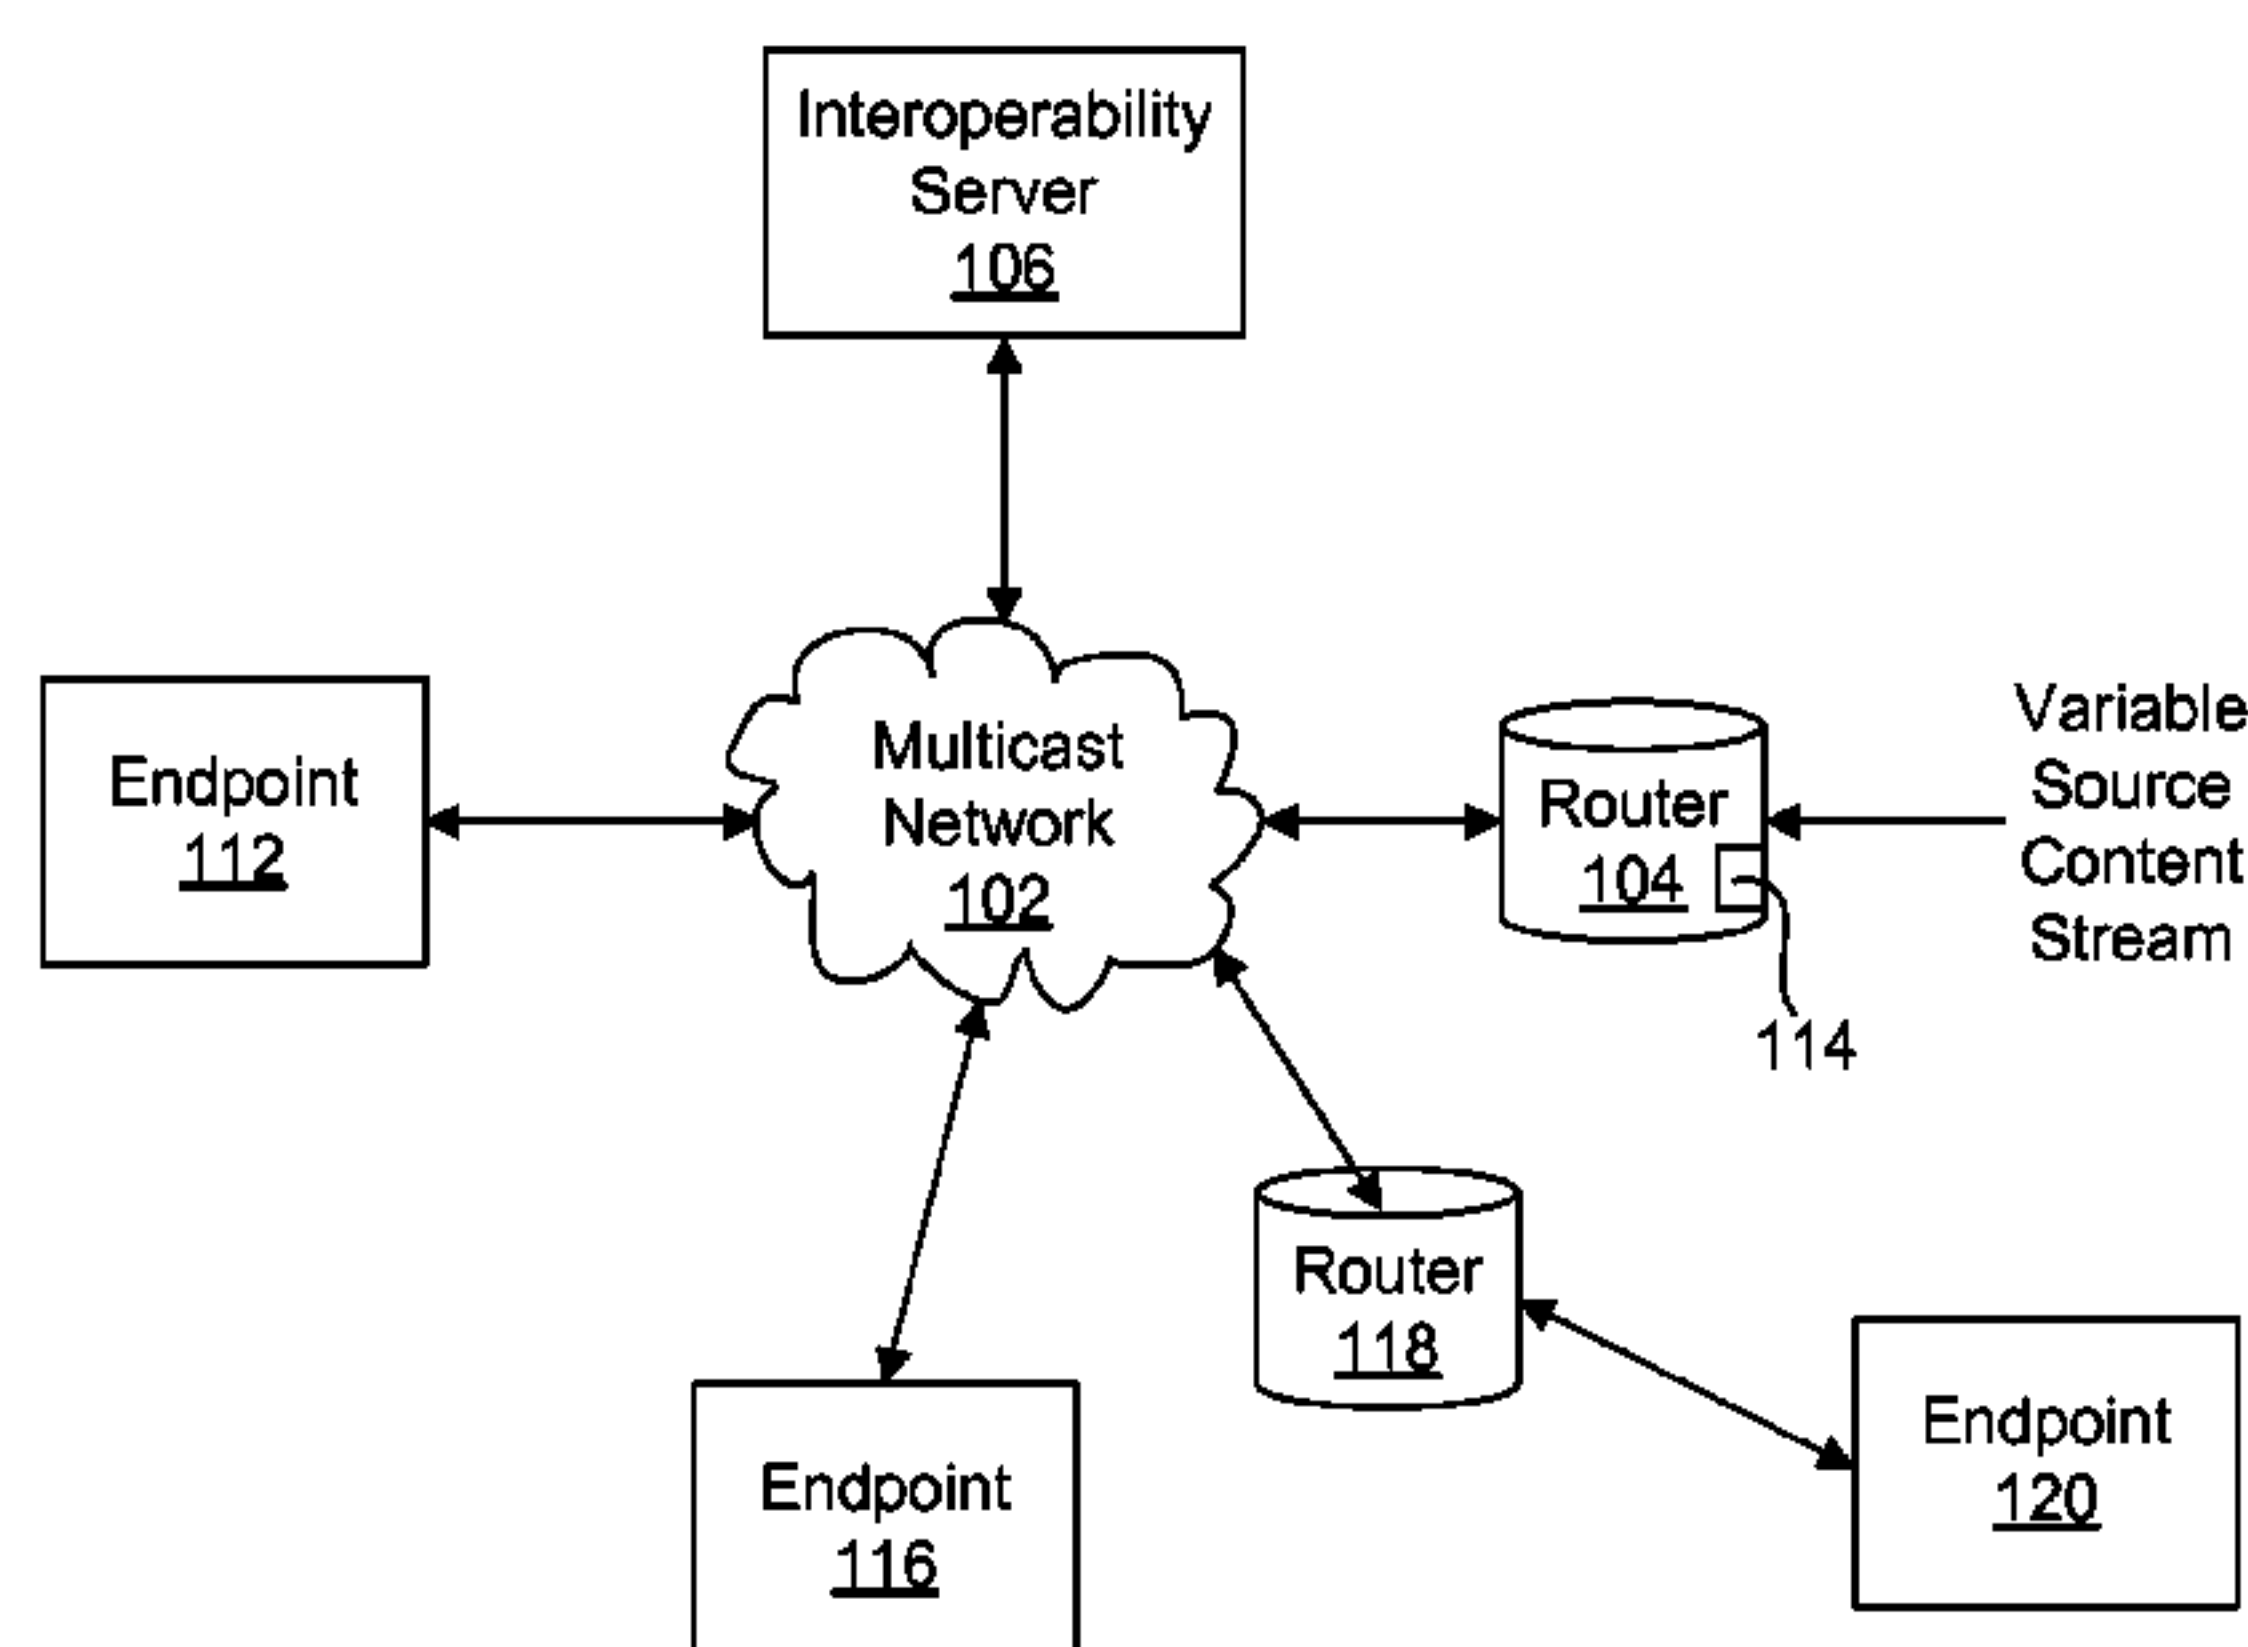 Interoperability
Server
106
Endpoint
112
Multicast
Network
102
Router
104
Variable
Source
Content
Stream
114
Router
118
Endpoint
116
Endpoint
120